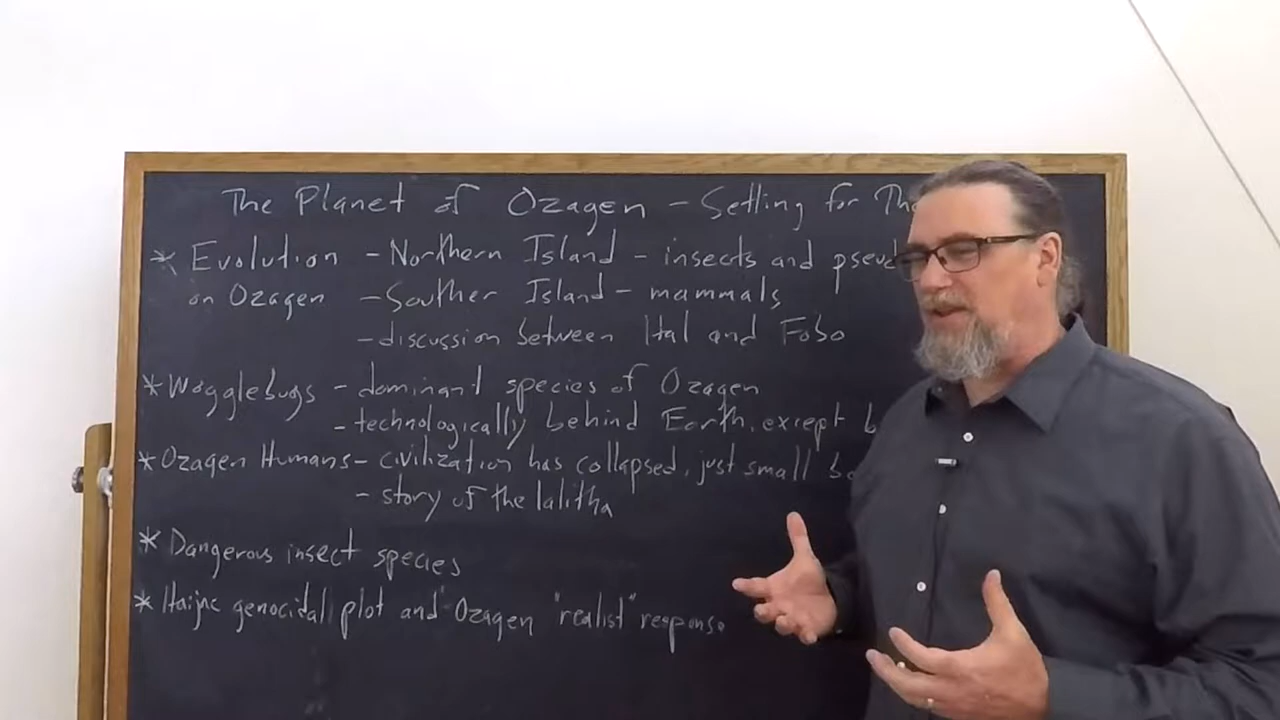 The Planet of Ozagen - Setting for The
* Evolution - Northern Island - insects and pseud
on Ozagen - Souther Island - mammals
- discussion between Hal and Fobo
* Wogglebugs - dominant species of Ozagen
- technologically behind Earth, except b
* Ozagen Humans - civilization has collapsed, just small ba
- story of the lalitha
* Dangerous insect species
* Haijac genocidal plot and Ozagen "realist" response